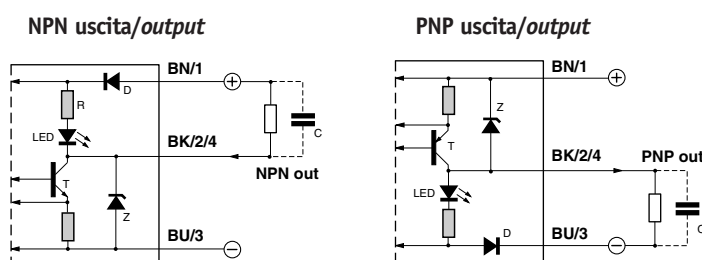 NPN uscita/output
BN/1
D
R
LED
C
BK/2/4
NPN out
T
Z
BU/3
PNP uscita/output
BN/1
Z
T
BK/2/4
PNP out
LED
C
D
BU/3